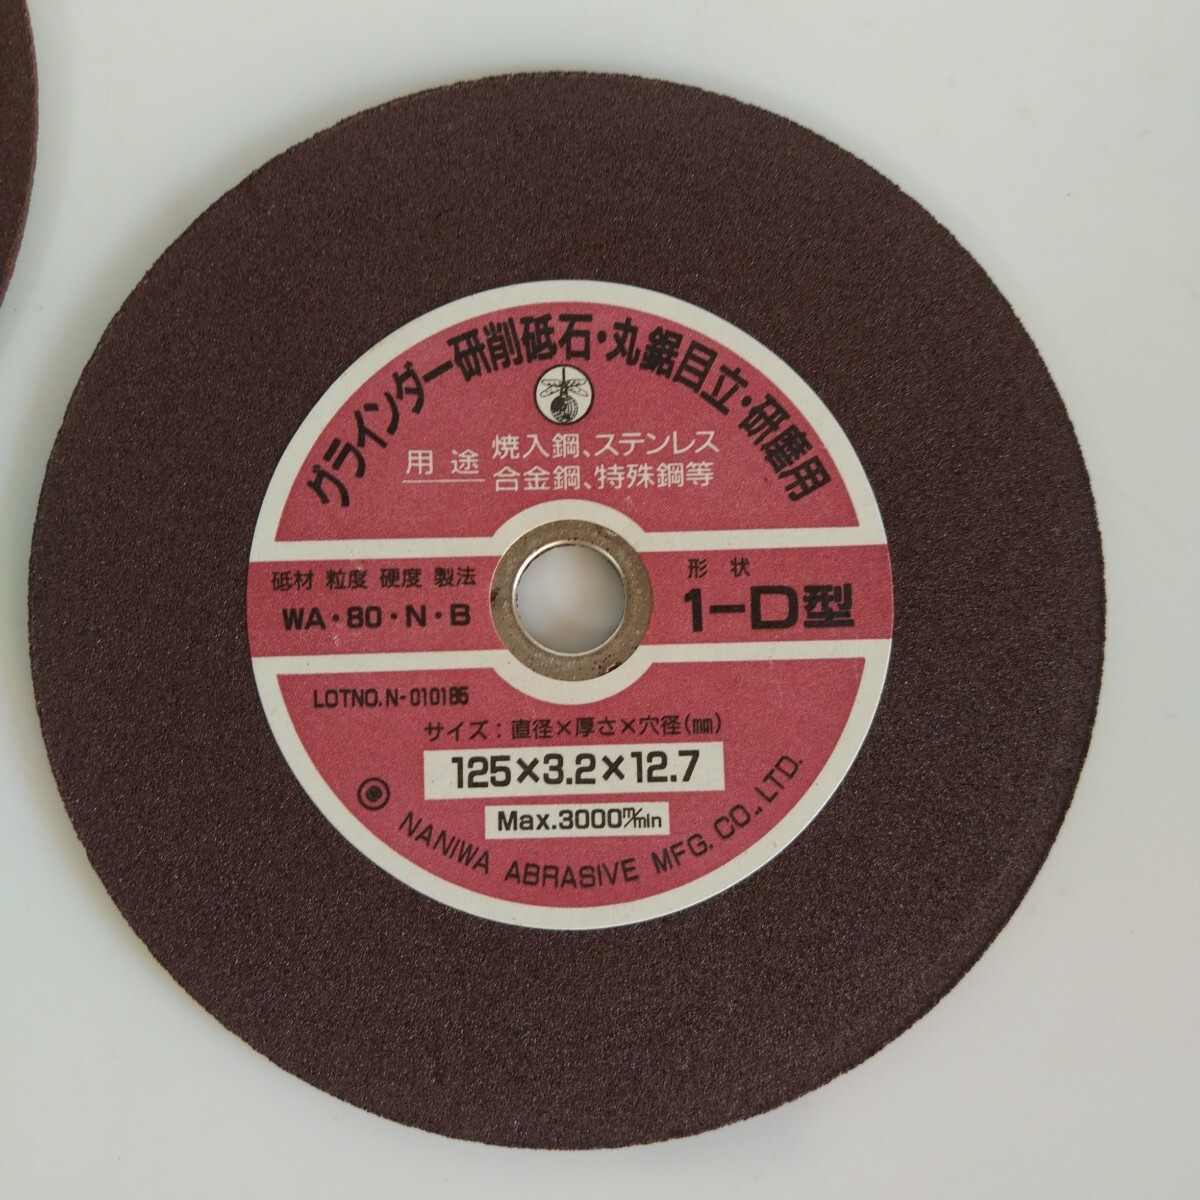 グラインダー研削砥石・丸鋸目立・研磨用
用途 焼入鋼、ステンレス
合金鋼、特殊鋼等
砥材 粒度 硬度 製法
WA・80・N・B
形状
1-D型
LOTNO.N-010185
サイズ:直径×厚さ×穴径(mm)
125×3.2×12.7
Max.3000m/min
NANIWA ABRASIVE MFG. CO., LTD.